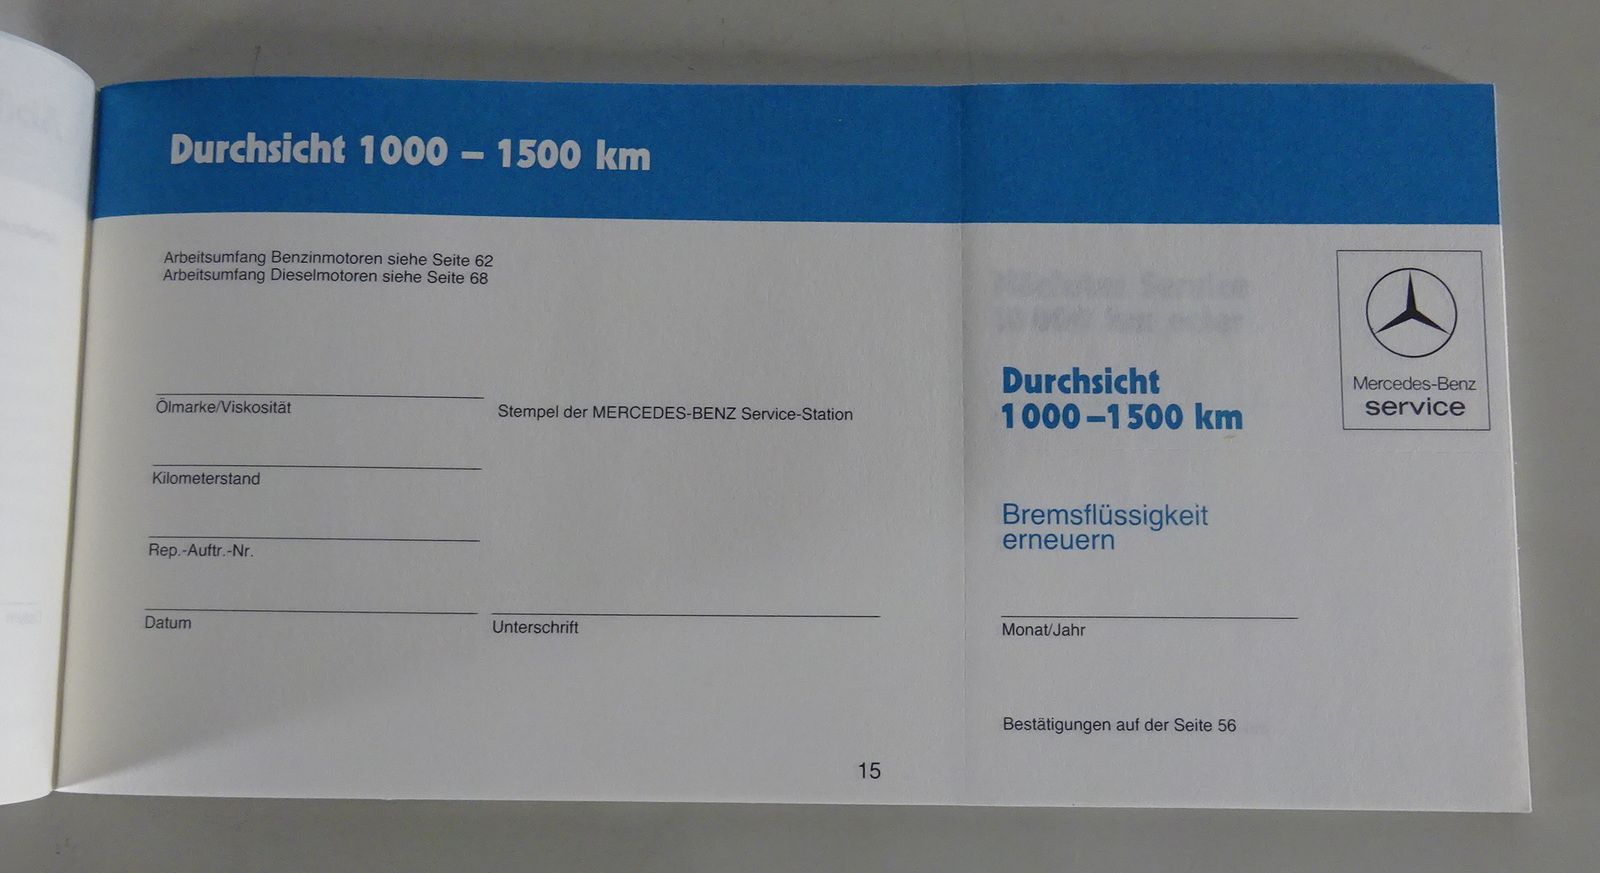 Durchsicht 1000 – 1500 km
Arbeitsumfang Benzinmotoren siehe Seite 62
Arbeitsumfang Dieselmotoren siehe Seite 68
Ölmarke/Viskosität
Stempel der MERCEDES-BENZ Service-Station
Kilometerstand
Rep.-Auftr.-Nr.
Datum
Unterschrift
15
Durchsicht
1000 –1500 km
Mercedes-Benz
service
Bremsflüssigkeit
erneuern
Monat/Jahr
Bestätigungen auf der Seite 56